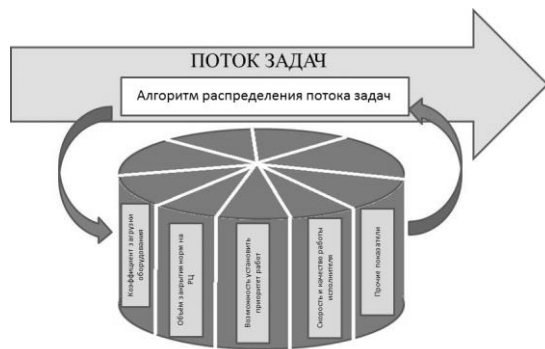 ПОТОК ЗАДАЧ
Алгоритм распределения потока задач
Коэффициент загрузки
оборудования
Объём закрытия норм на
РЦ
Возможность установить
приоритет работ
Скорость и качество работы
исполнителя
Прочие показатели